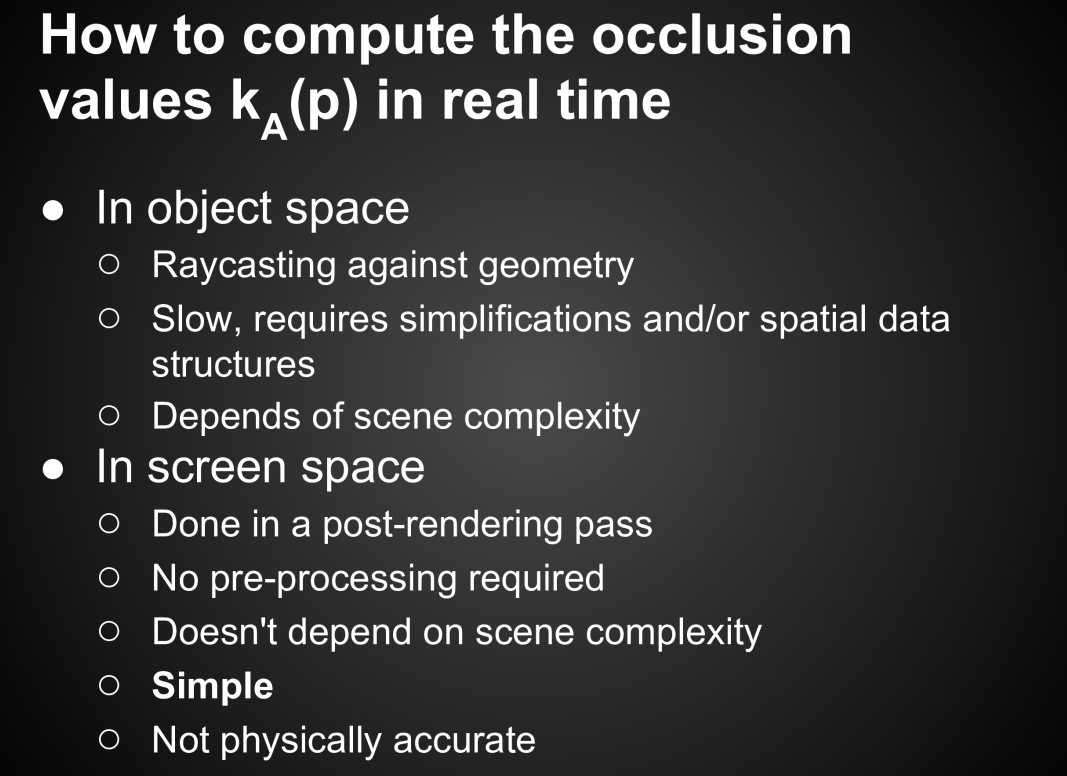 How to compute the occlusion
values kA(p) in real time
● In object space
○ Raycasting against geometry
○ Slow, requires simplifications and/or spatial data
structures
○ Depends of scene complexity
● In screen space
○ Done in a post-rendering pass
○ No pre-processing required
○ Doesn't depend on scene complexity
○ Simple
○ Not physically accurate